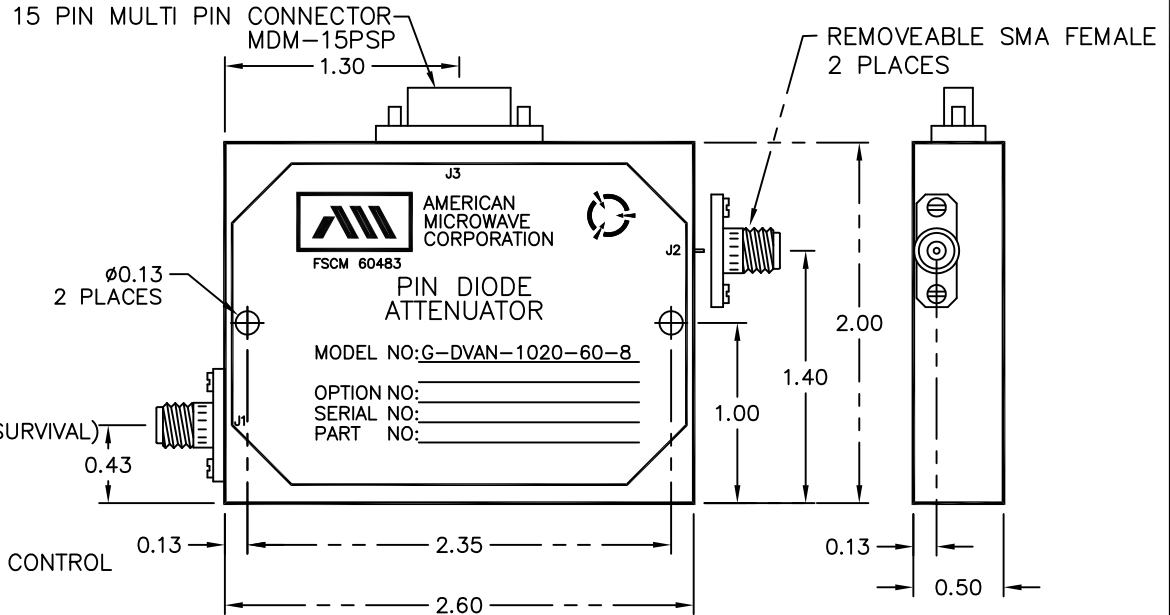 15 PIN MULTI PIN CONNECTOR
MDM-15PSP
1.30
REMOVEABLE SMA FEMALE
2 PLACES
J3
AMERICAN
MICROWAVE
CORPORATION
FSCM 60483
J2
Ø0.13
2 PLACES
PIN DIODE
ATTENUATOR
2.00
MODEL NO:G-DVAN-1020-60-8
1.40
OPTION NO:
SERIAL NO:
PART NO:
1.00
J1
SURVIVAL)
0.43
CONTROL
0.13
2.35
0.13
0.50
2.60